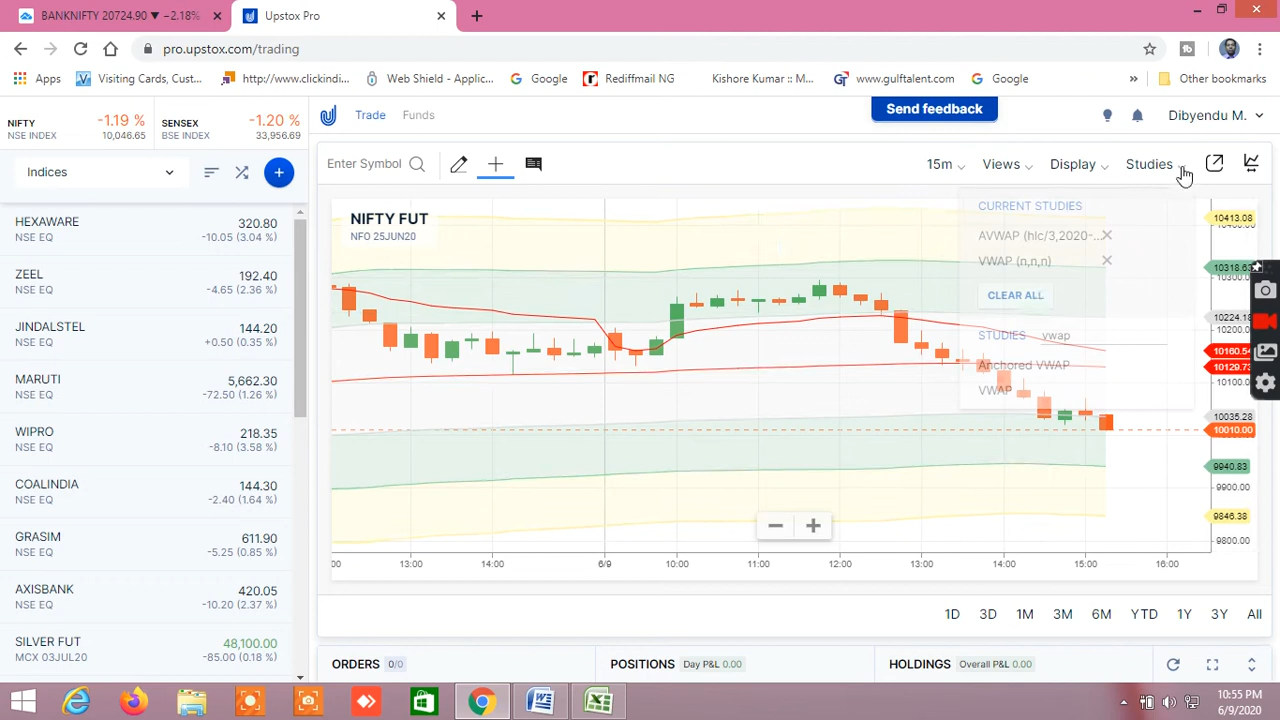 BANKNIFTY 20724.90 ▼ −2.18% ×
Upstox Pro ×
pro.upstox.com/trading
Apps Visiting Cards, Cust... http://www.clickindi... Web Shield - Applic... Google Rediffmail NG Kishore Kumar :: M... www.gulftalent.com Google » Other bookmarks
NIFTY -1.19 % SENSEX -1.20 %
NSE INDEX 10,046.65 BSE INDEX 33,956.69
Trade Funds Send feedback Dibyendu M.
Indices
Enter Symbol 15m Views Display Studies
HEXAWARE 320.80
NSE EQ -10.05 (3.04 %)
ZEEL 192.40
NSE EQ -4.65 (2.36 %)
JINDALSTEL 144.20
NSE EQ +0.50 (0.35 %)
MARUTI 5,662.30
NSE EQ -72.50 (1.26 %)
WIPRO 218.35
NSE EQ -8.10 (3.58 %)
COALINDIA 144.30
NSE EQ -2.40 (1.64 %)
GRASIM 611.90
NSE EQ -5.25 (0.85 %)
AXISBANK 420.05
NSE EQ -10.20 (2.37 %)
SILVER FUT 48,100.00
MCX 03JUL20 -85.00 (0.18 %)
NIFTY FUT
NFO 25JUN20
CURRENT STUDIES
AVWAP (hlc/3,2020-...
VWAP (n,n,n)
CLEAR ALL
STUDIES vwap
Anchored VWAP
VWAP
10413.08
10318.63
10300.00
10224.18
10200.00
10160.54
10129.73
10100.00
10035.28
10010.00
9940.83
9900.00
9846.38
9800.00
13:00 14:00 6/9 10:00 11:00 12:00 13:00 14:00 15:00 16:00
1D 3D 1M 3M 6M YTD 1Y 3Y All
ORDERS 0/0 POSITIONS Day P&L 0.00 HOLDINGS Overall P&L 0.00
10:55 PM
6/9/2020